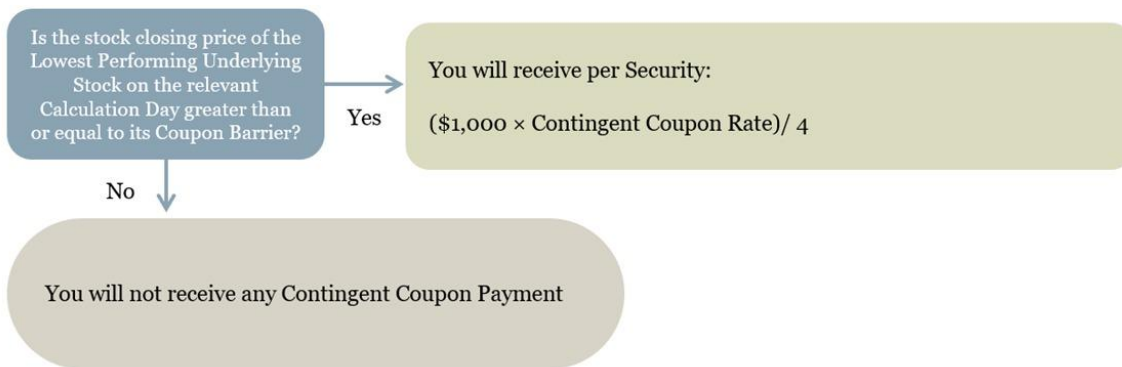 Is the stock closing price of the
Lowest Performing Underlying
Stock on the relevant
Calculation Day greater than
or equal to its Coupon Barrier?
Yes
You will receive per Security:
($1,000 × Contingent Coupon Rate)/ 4
No
You will not receive any Contingent Coupon Payment